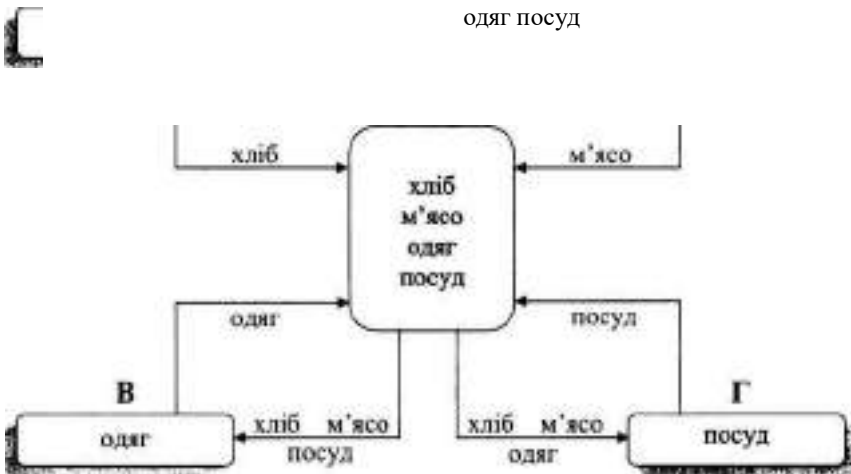 одяг посуд
хліб
м’ясо
хліб
м’ясо
одяг
посуд
одяг
посуд
В
Г
одяг
хліб м’ясо
посуд
хліб м’ясо
одяг
посуд